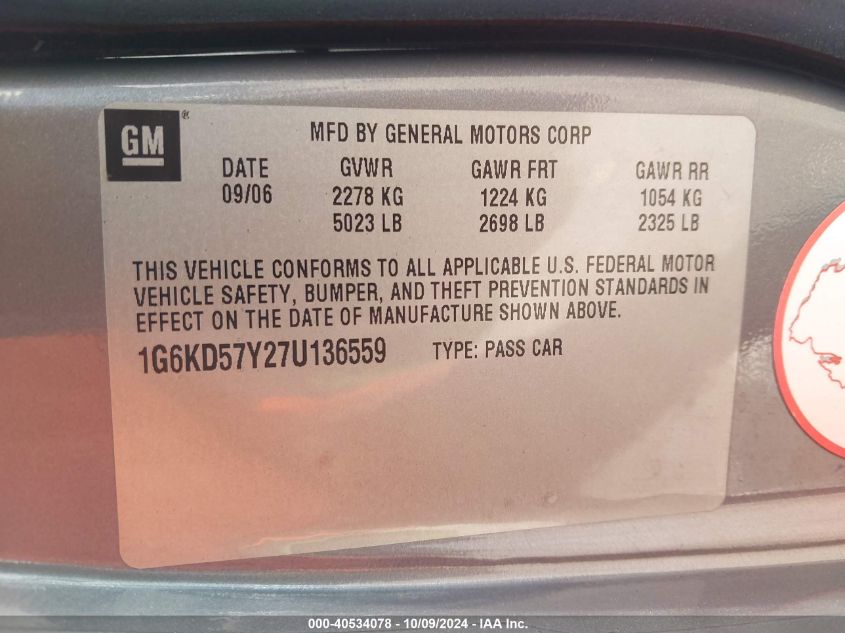 GM®
MFD BY GENERAL MOTORS CORP
DATE GVWR GAWR FRT GAWR RR
09/06 2278 KG 1224 KG 1054 KG
5023 LB 2698 LB 2325 LB
THIS VEHICLE CONFORMS TO ALL APPLICABLE U.S. FEDERAL MOTOR
VEHICLE SAFETY, BUMPER, AND THEFT PREVENTION STANDARDS IN
EFFECT ON THE DATE OF MANUFACTURE SHOWN ABOVE.
1G6KD57Y27U136559 TYPE: PASS CAR
000-40534078 - 10/09/2024 - IAA Inc.